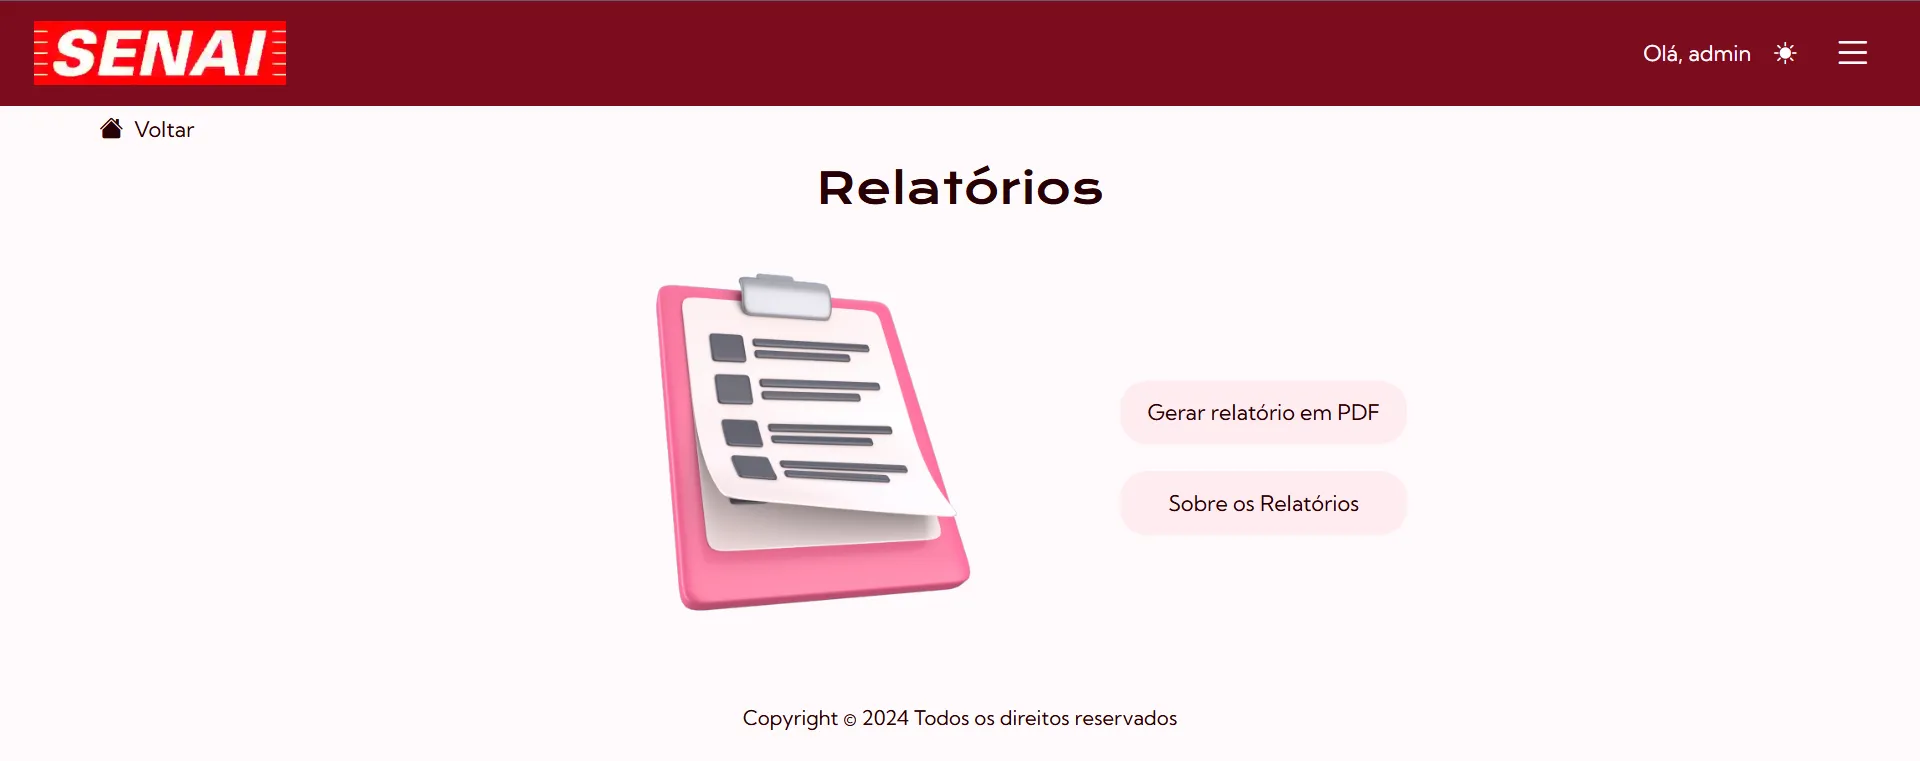 SENAI
Olá, admin
Voltar
Relatórios
Gerar relatório em PDF
Sobre os Relatórios
Copyright © 2024 Todos os direitos reservados